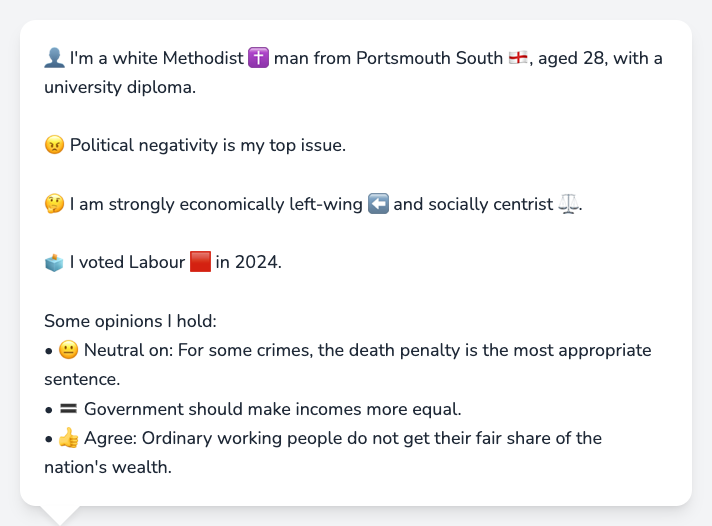 👤 I'm a white Methodist ✝️ man from Portsmouth South 🏴󠁧󠁢󠁥󠁮󠁧󠁿, aged 28, with a
university diploma.
😠 Political negativity is my top issue.
🤔 I am strongly economically left-wing ⬅️ and socially centrist ⚖️.
🗳️ I voted Labour 🟥 in 2024.
Some opinions I hold:
• 😐 Neutral on: For some crimes, the death penalty is the most appropriate
sentence.
• 🟰 Government should make incomes more equal.
• 👍 Agree: Ordinary working people do not get their fair share of the
nation's wealth.